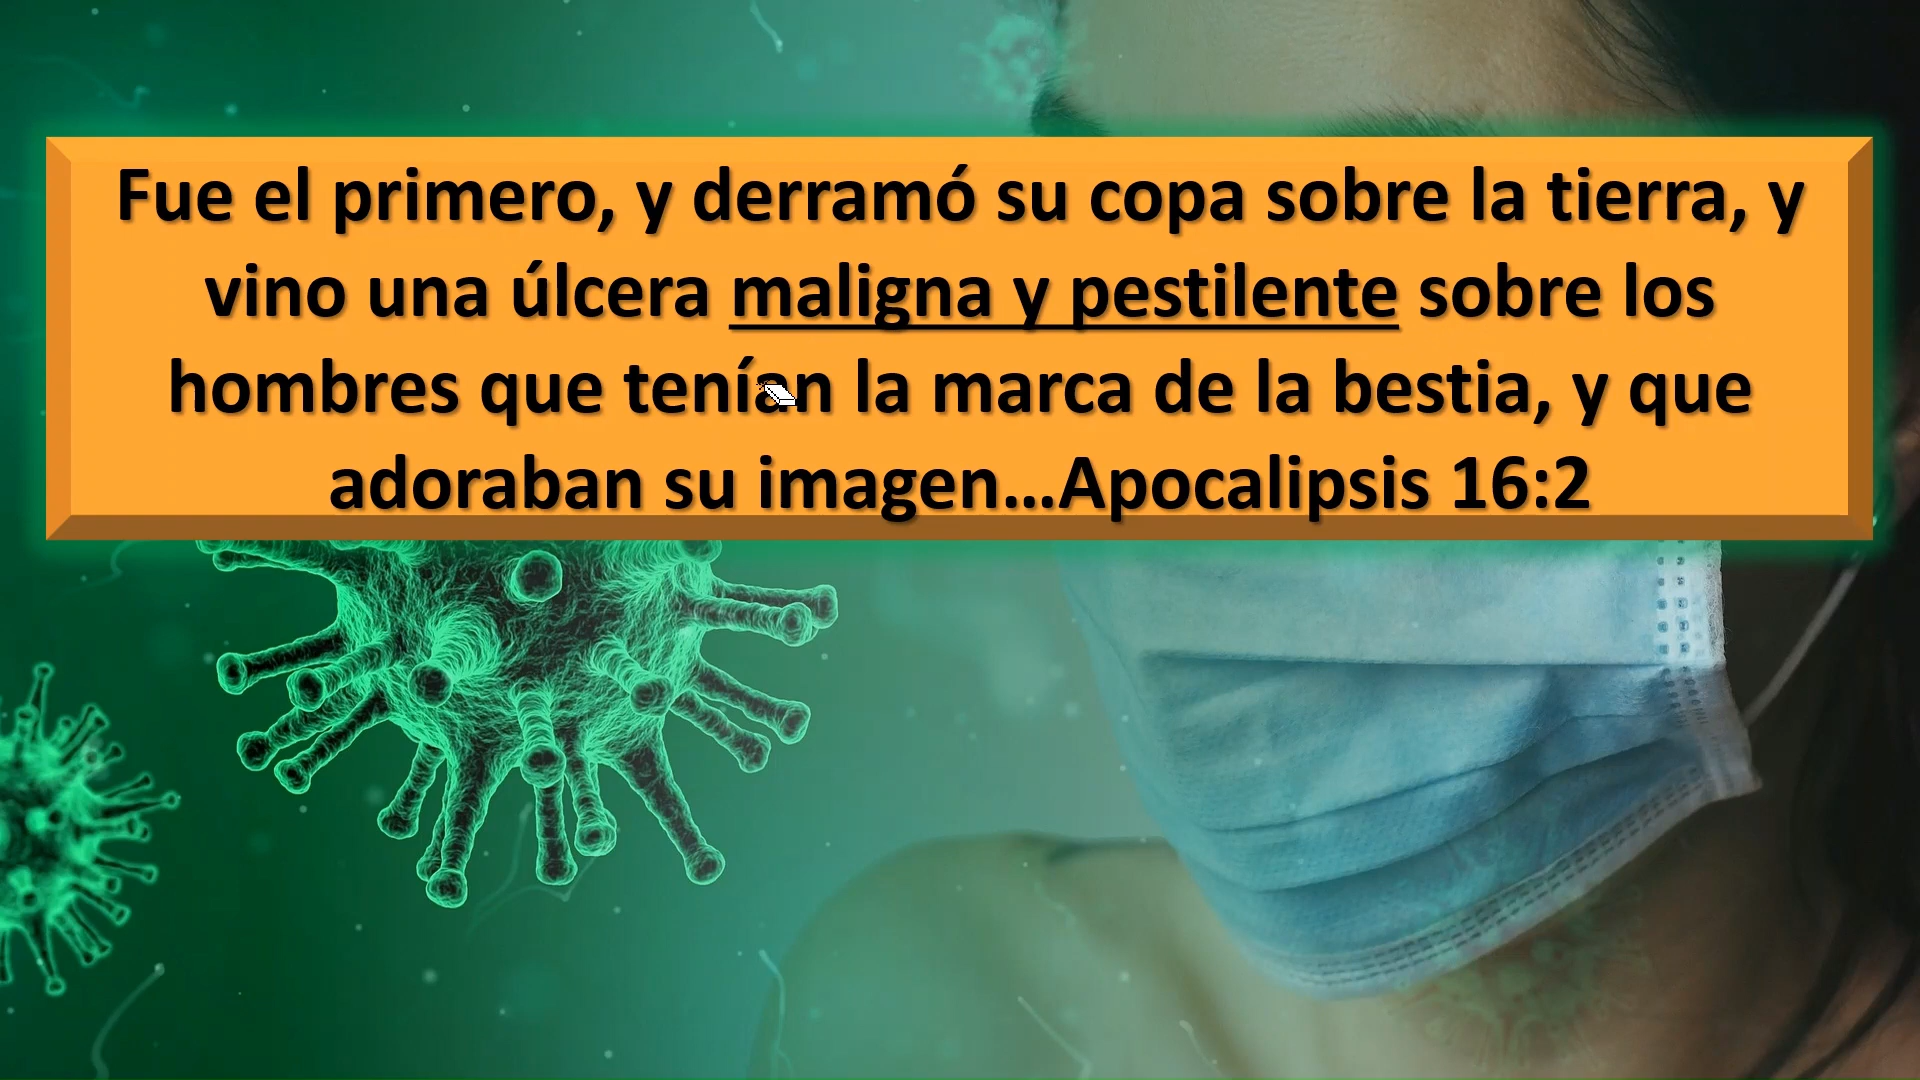 Fue el primero, y derramó su copa sobre la tierra, y
vino una úlcera maligna y pestilente sobre los
hombres que tenían la marca de la bestia, y que
adoraban su imagen...Apocalipsis 16:2